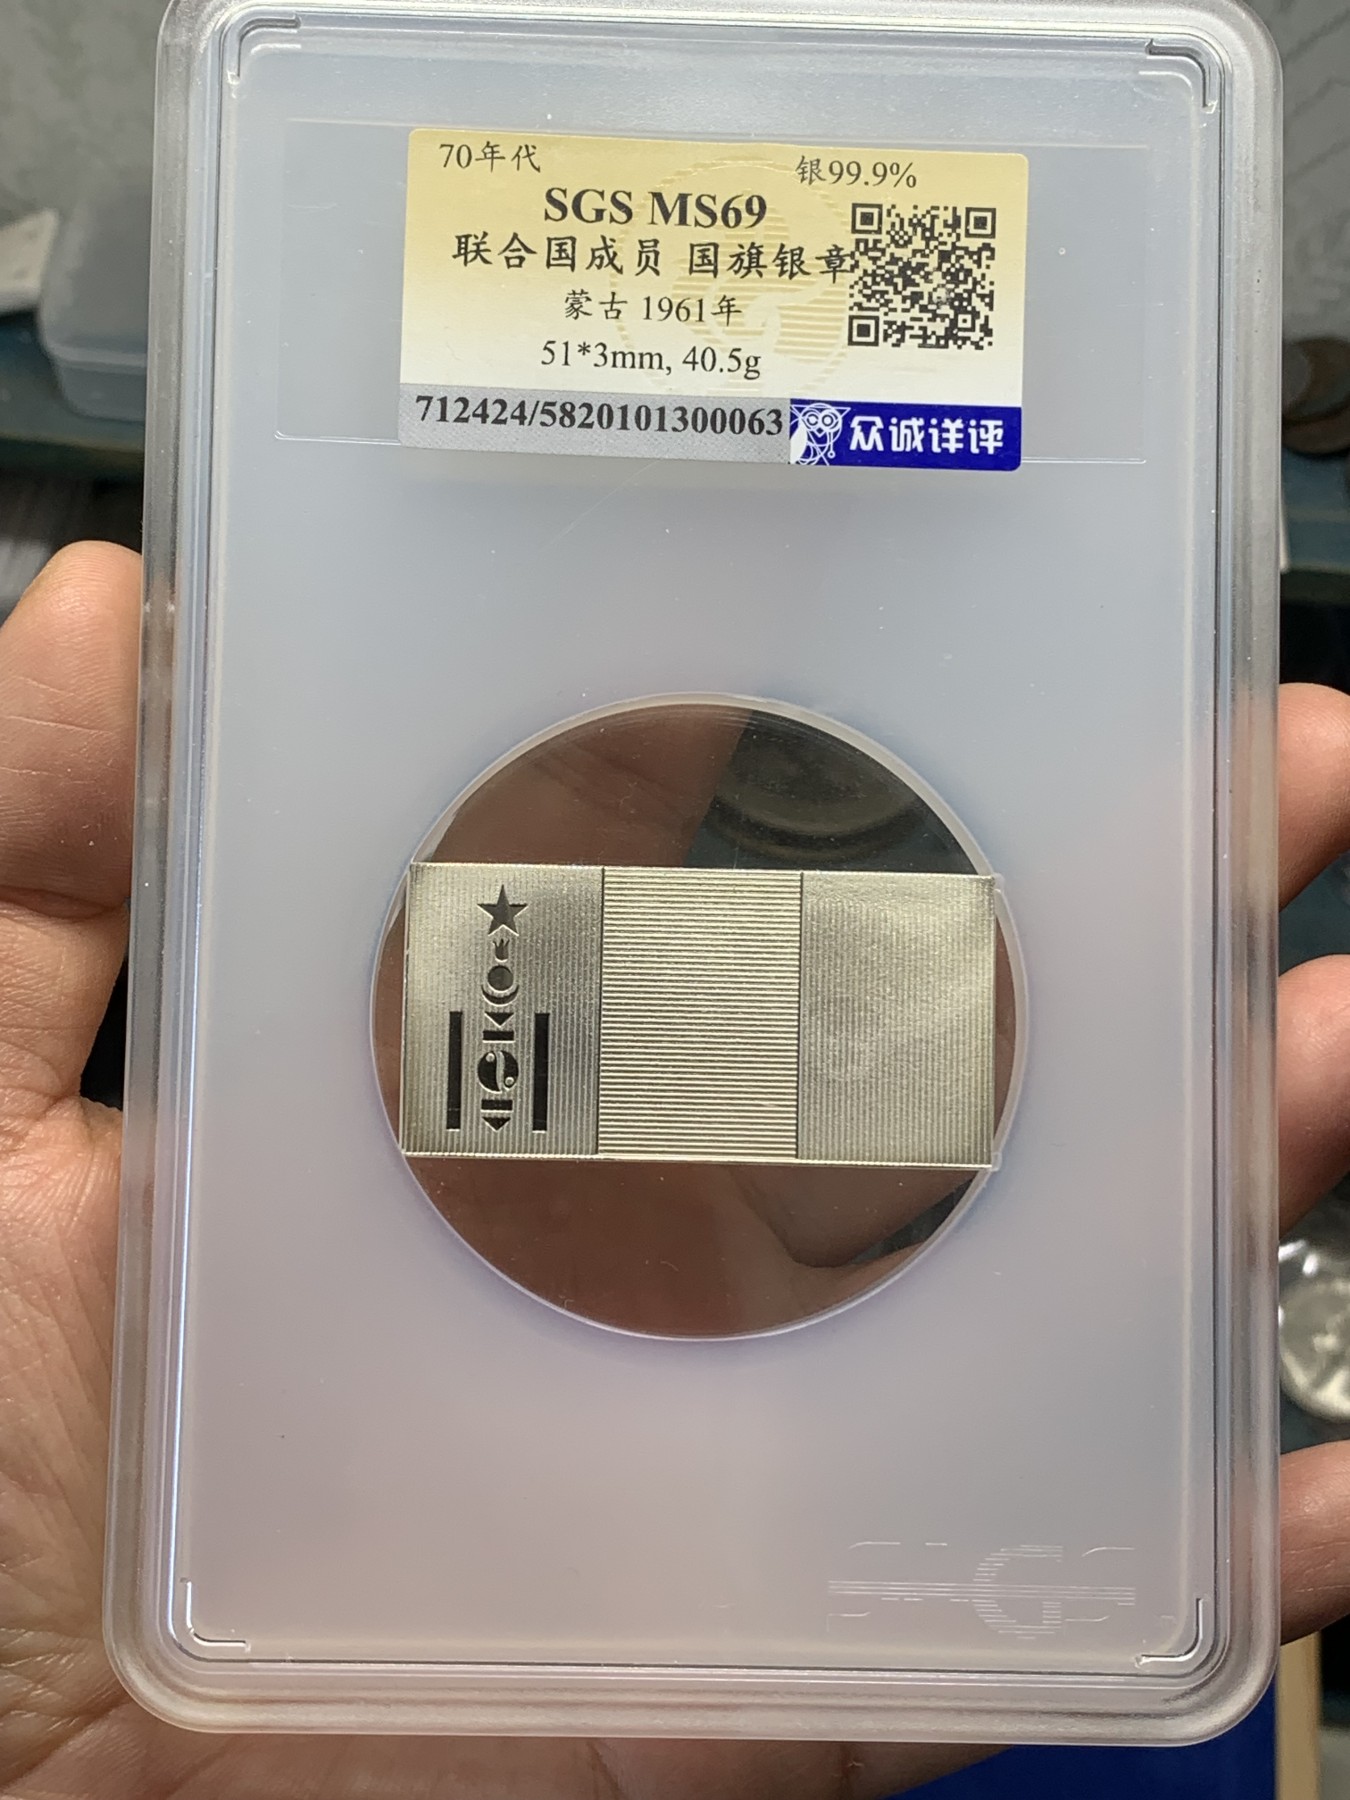 70年代
银99.9%
SGS MS69
联合国成员 国旗银章
蒙古 1961年
51*3mm, 40.5g
712424/5820101300063
众诚详评